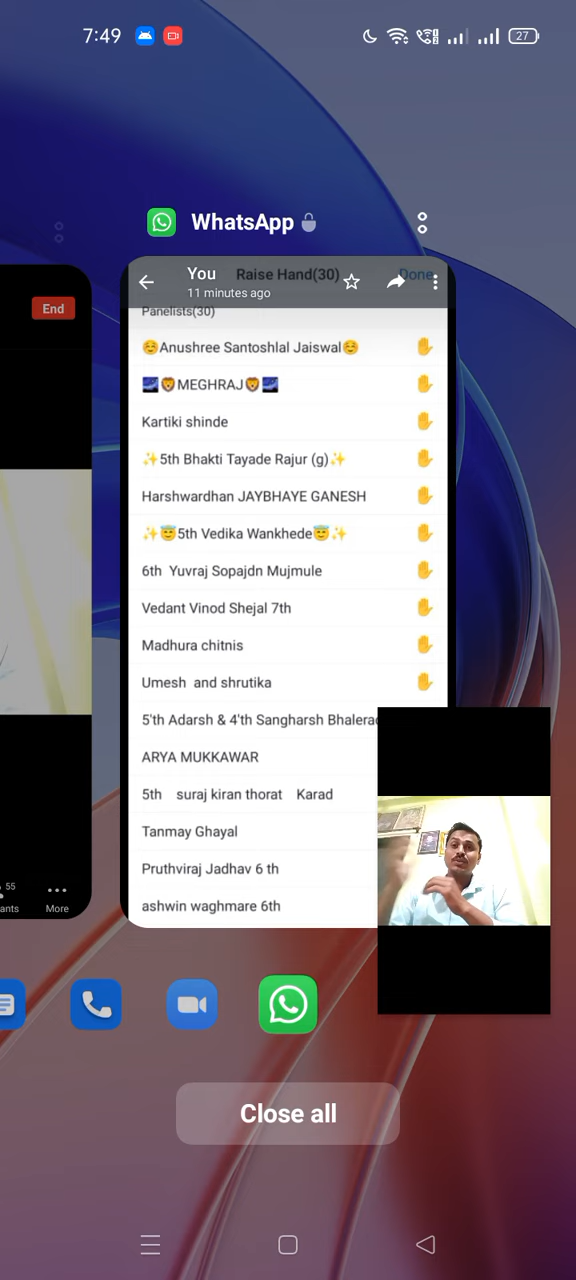 7:49
27
WhatsApp
End
You
Raise Hand(30)
Done
11 minutes ago
Panelists(30)
☺️Anushree Santoshlal Jaiswal☺️
🌌🦁MEGHRAJ🦁🌌
Kartiki shinde
✨5th Bhakti Tayade Rajur (g)✨
Harshwardhan JAYBHAYE GANESH
✨😇5th Vedika Wankhede😇✨
6th Yuvraj Sopajdn Mujmule
Vedant Vinod Shejal 7th
Madhura chitnis
Umesh and shrutika
5'th Adarsh & 4'th Sangharsh Bhalerao
ARYA MUKKAWAR
5th suraj kiran thorat Karad
Tanmay Ghayal
Pruthviraj Jadhav 6 th
ashwin waghmare 6th
55
ants
More
Close all